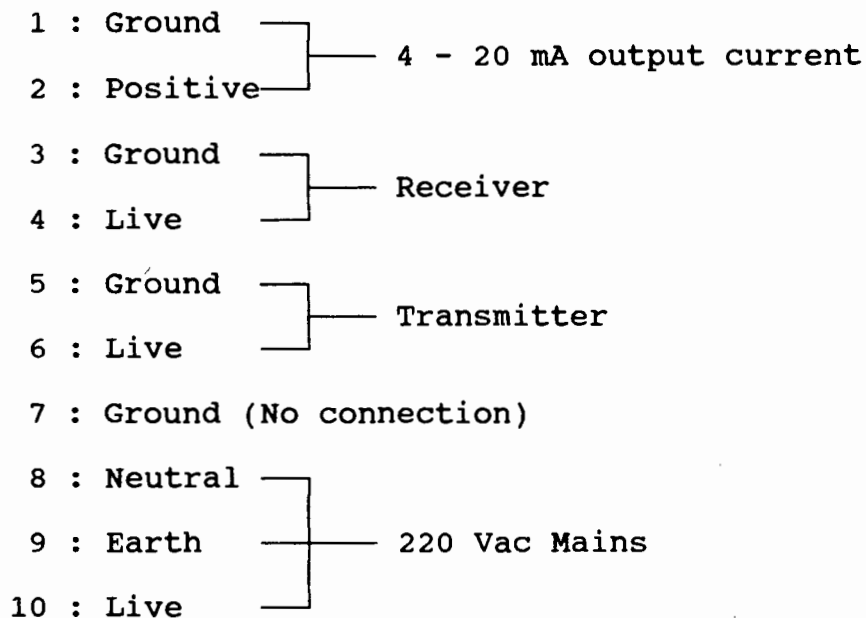 1 : Ground
4 - 20 mA output current
2 : Positive
3 : Ground
Receiver
4 : Live
5 : Ground
Transmitter
6 : Live
7 : Ground (No connection)
8 : Neutral
9 : Earth
220 Vac Mains
10 : Live